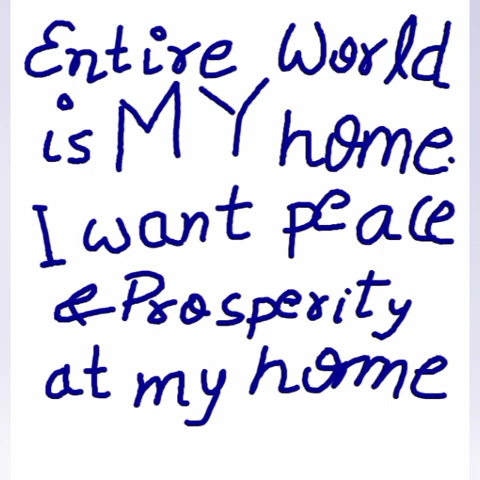 Entire World
is MY home.
I want peace
& Prosperity
at my home